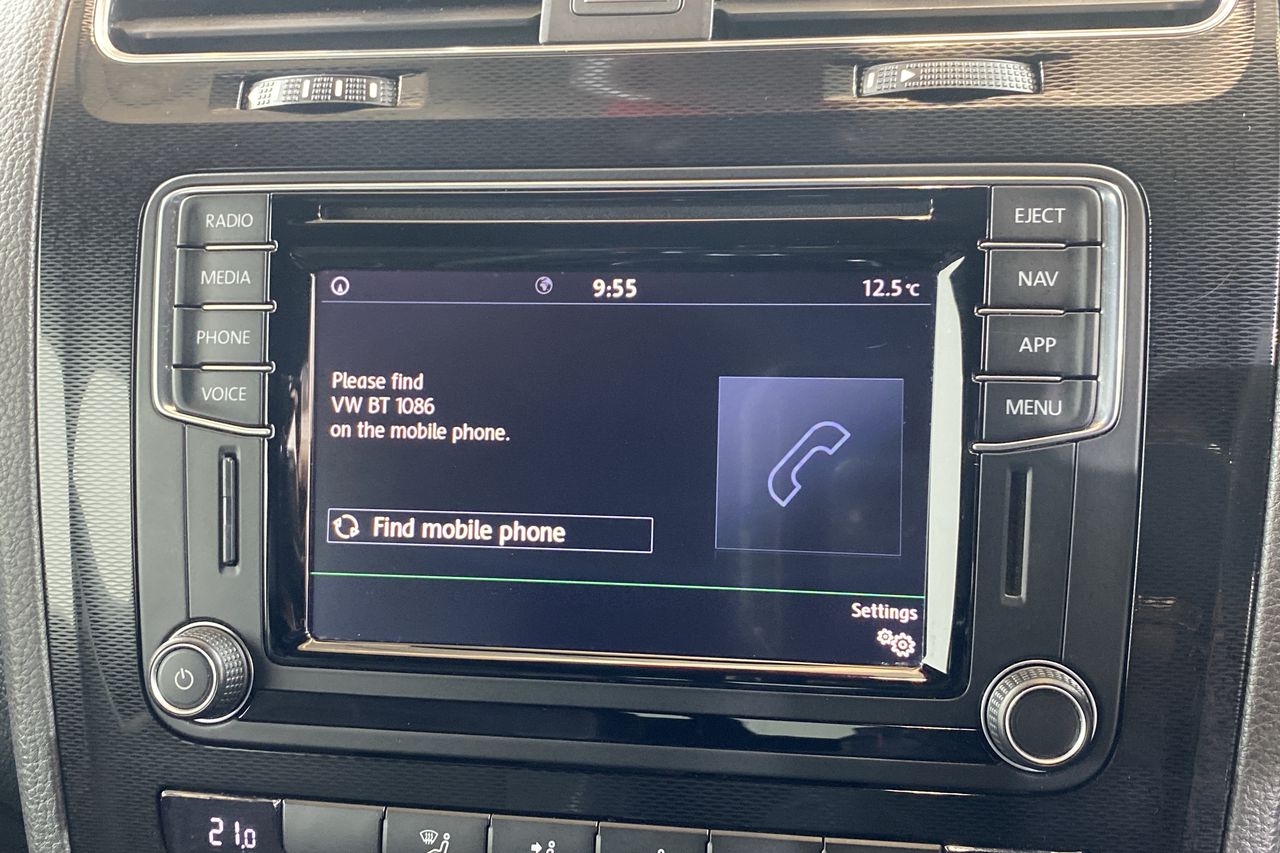 RADIO
MEDIA
PHONE
VOICE
EJECT
NAV
APP
MENU
9:55
12.5°C
Please find
VW BT 1086
on the mobile phone.
Find mobile phone
Settings
21.0